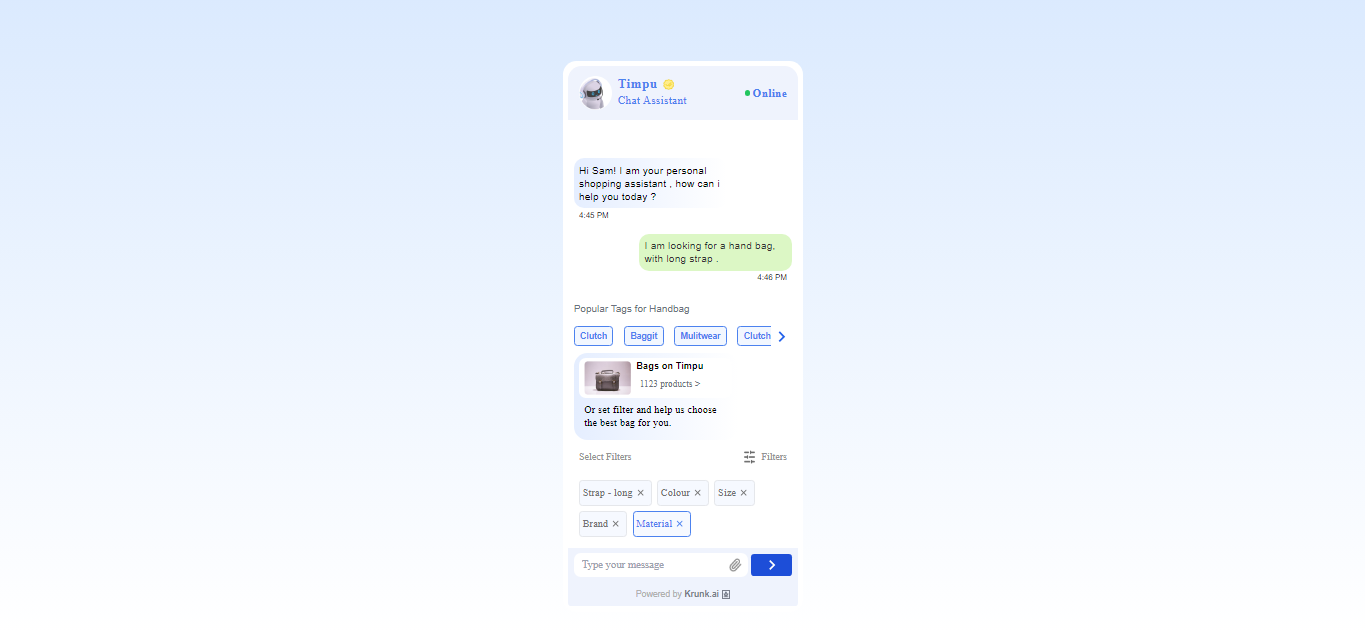 Timpu
Chat Assistant
Online
Hi Sam! I am your personal
shopping assistant , how can i
help you today ?
4:45 PM
I am looking for a hand bag,
with long strap .
4:46 PM
Popular Tags for Handbag
Clutch Baggit Mulitwear Clutch
Bags on Timpu
1123 products >
Or set filter and help us choose
the best bag for you.
Select Filters Filters
Strap - long × Colour × Size ×
Brand × Material ×
Type your message
Powered by Krunk.ai